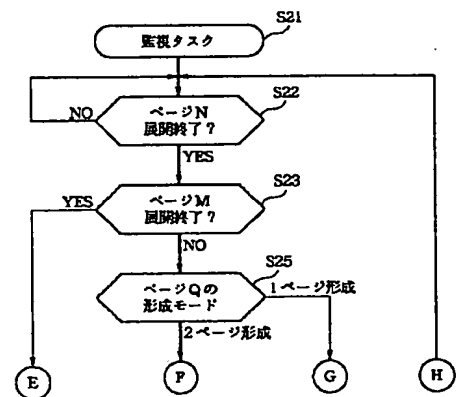 S21
監視タスク
S22
NO
ページN
展開終了?
YES
S23
YES
ページM
展開終了?
NO
S25
ページQの
形成モード
1ページ形成
2ページ形成
E
F
G
H